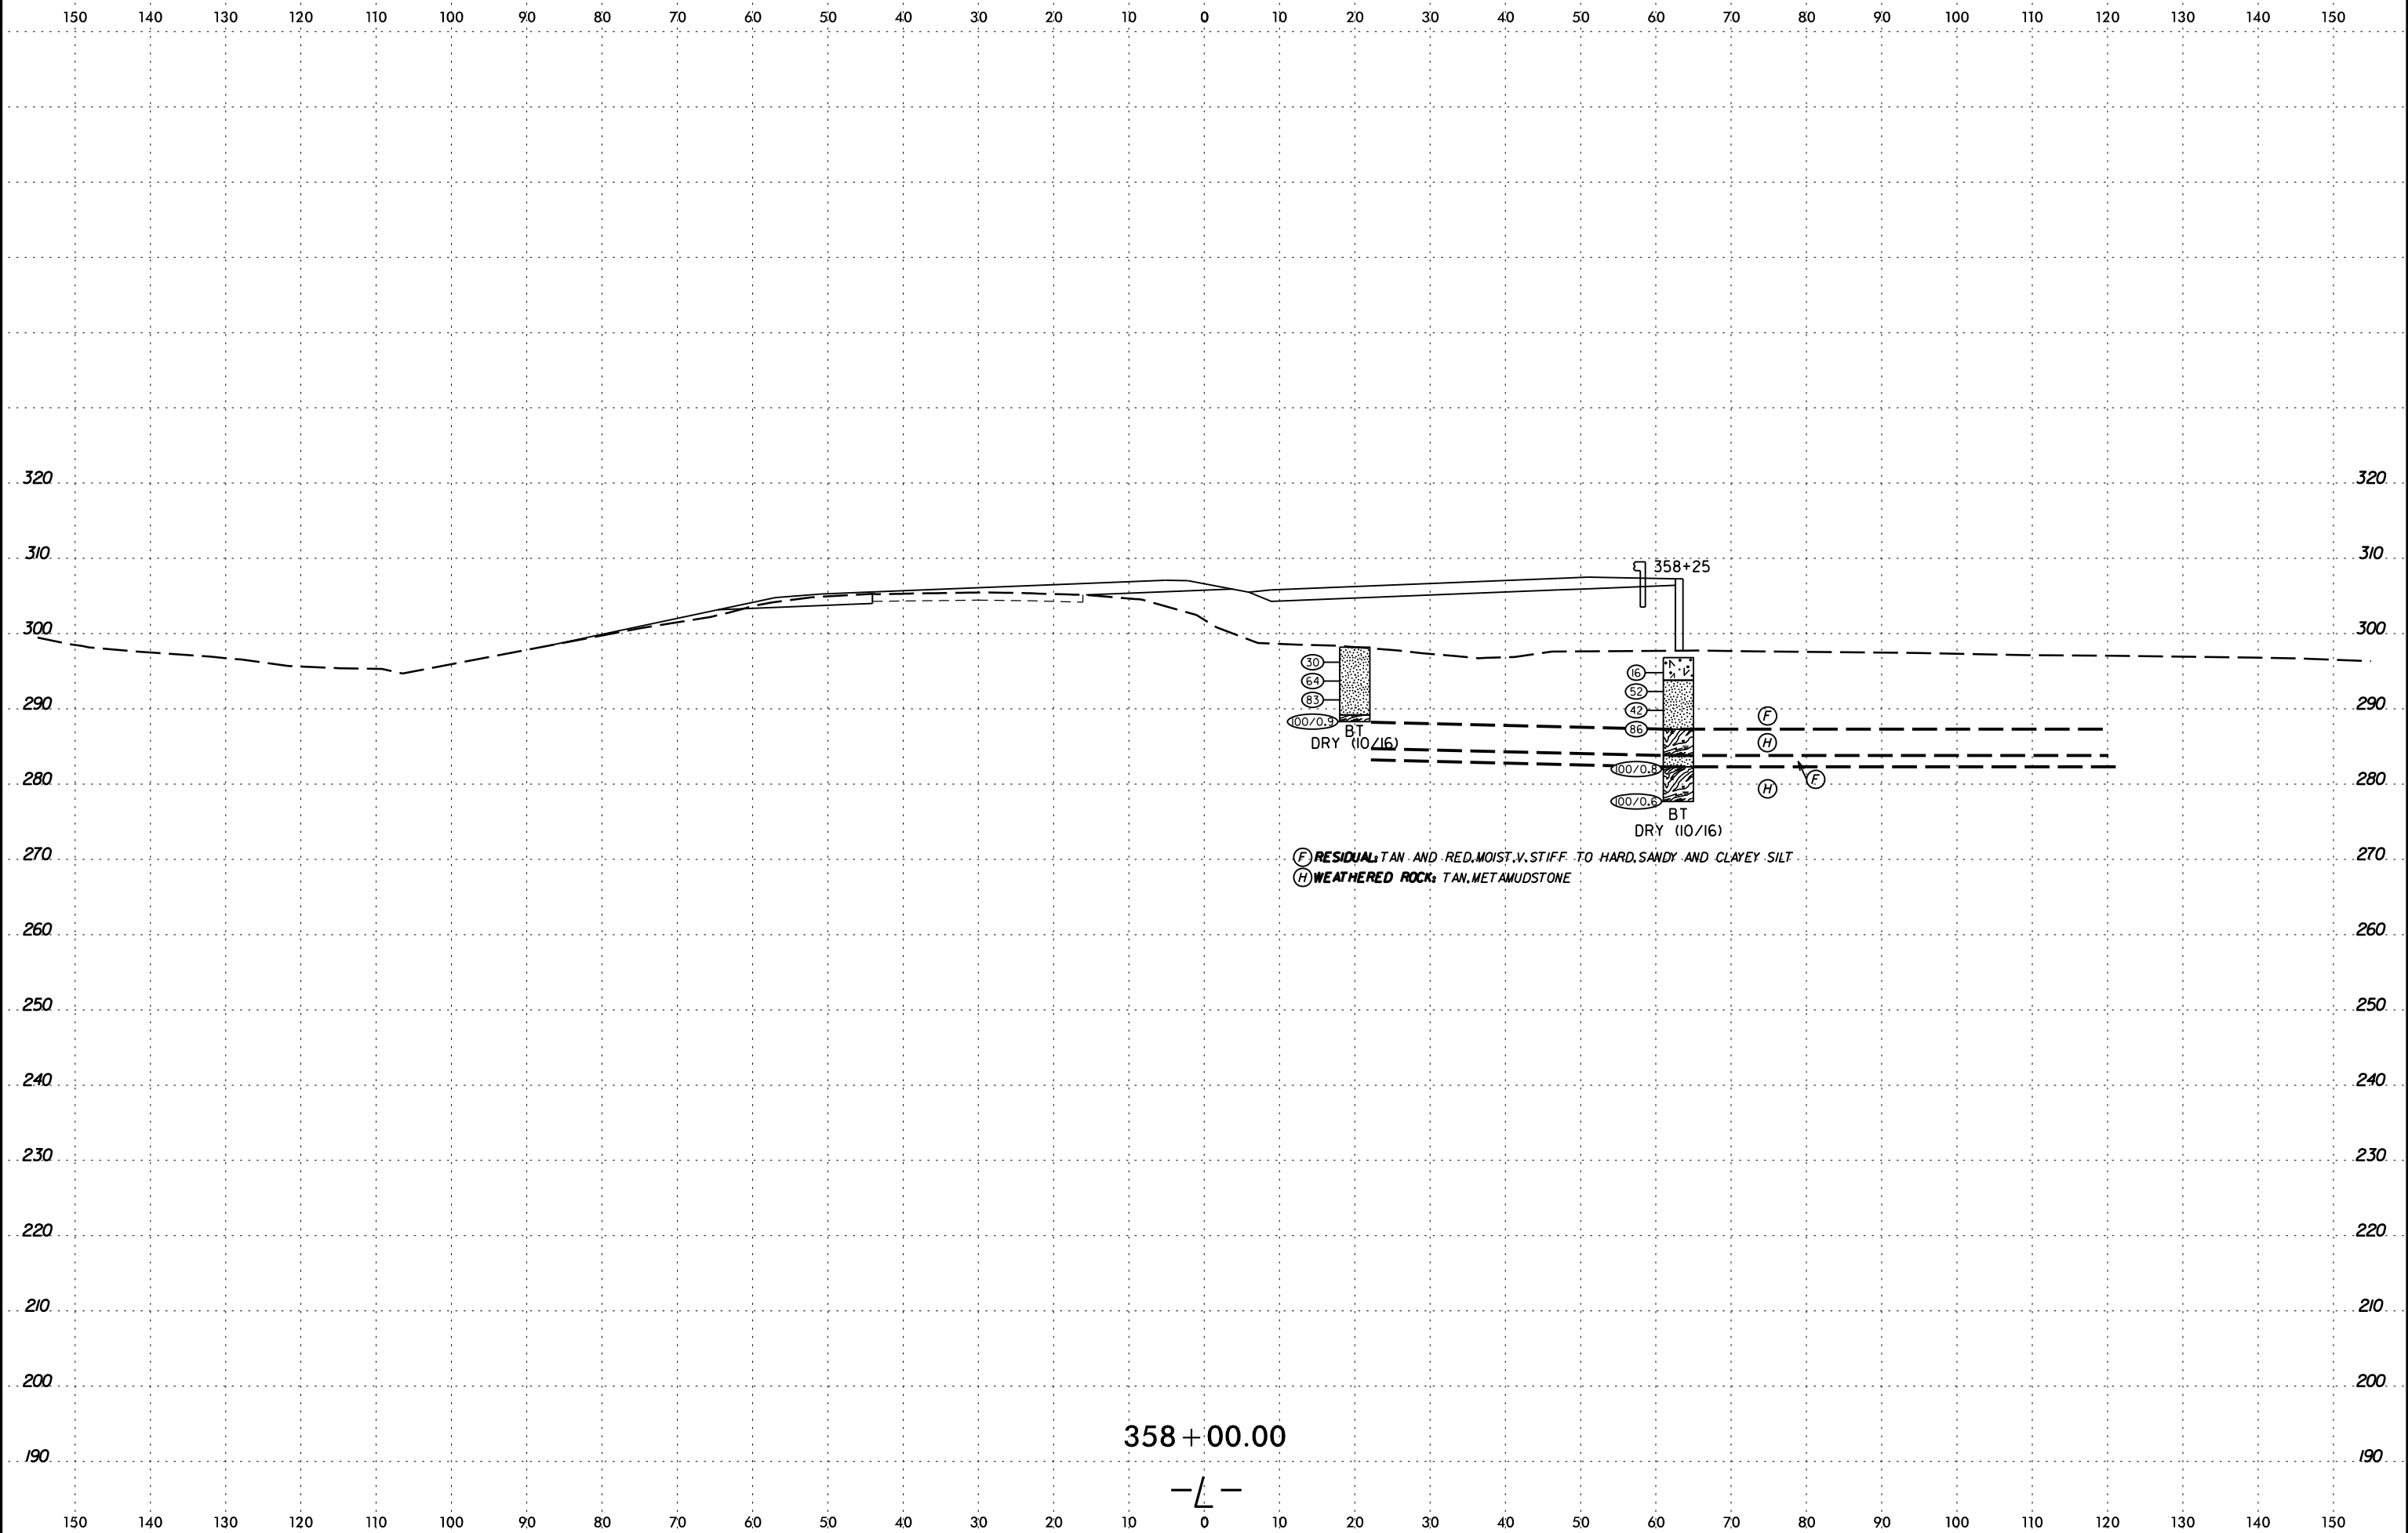 150 140 130 120 110 100 90 80 70 60 50 40 30 20 10 0 10 20 30 40 50 60 70 80 90 100 110 120 130 140 150
320 320
310 358+25 310
300 300
30
64
83
100/0.9
BT
DRY (10/16)
16
52
42
86
100/0.8
100/0.6
BT
DRY (10/16)
F
H
F
H
290 290
280 280
F RESIDUAL: TAN AND RED, MOIST, V. STIFF TO HARD, SANDY AND CLAYEY SILT
H WEATHERED ROCK: TAN, METAMUDSTONE
270 270
260 260
250 250
240 240
230 230
220 220
210 210
200 200
358+00.00
190 190
-L-
150 140 130 120 110 100 90 80 70 60 50 40 30 20 10 0 10 20 30 40 50 60 70 80 90 100 110 120 130 140 150